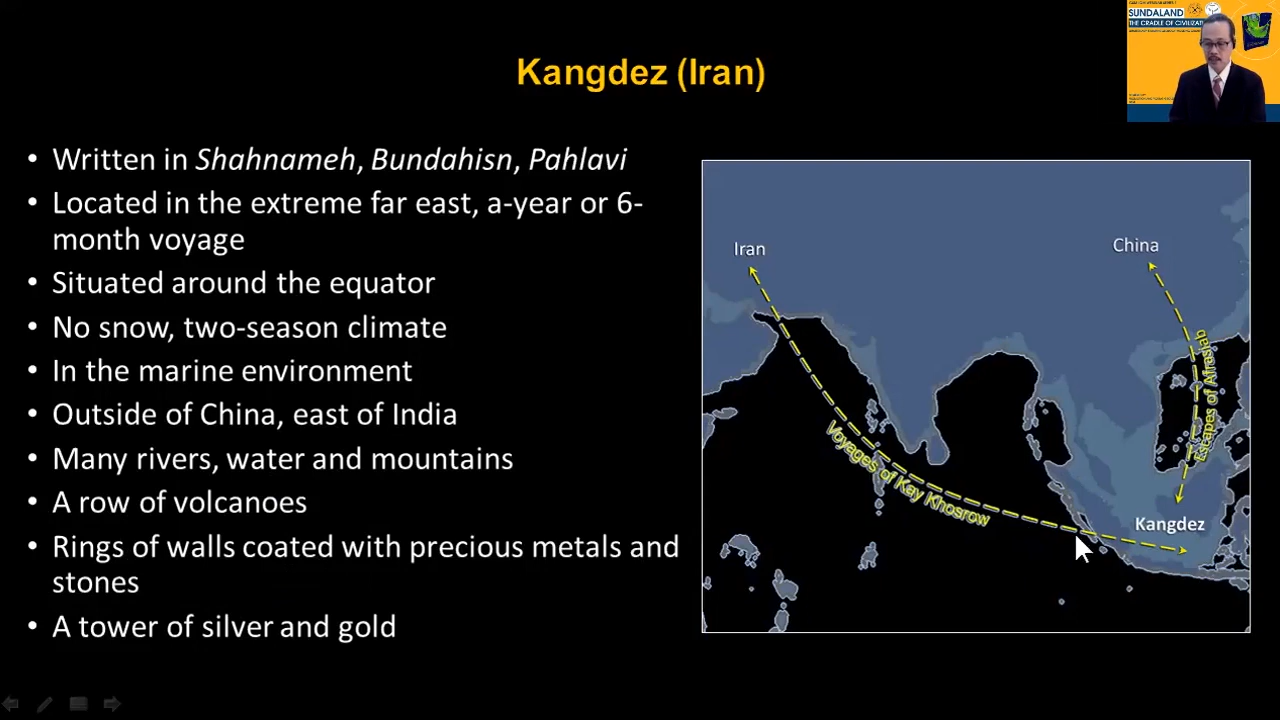 SUNDALAND
THE CRADLE OF CIVILIZATI
Kangdez (Iran)
• Written in Shahnameh, Bundahisn, Pahlavi
• Located in the extreme far east, a-year or 6-
month voyage
• Situated around the equator
• No snow, two-season climate
• In the marine environment
• Outside of China, east of India
• Many rivers, water and mountains
• A row of volcanoes
• Rings of walls coated with precious metals and
stones
• A tower of silver and gold
Iran
China
Voyages of Kay Khosrow
Escapes of Afrasiab
Kangdez